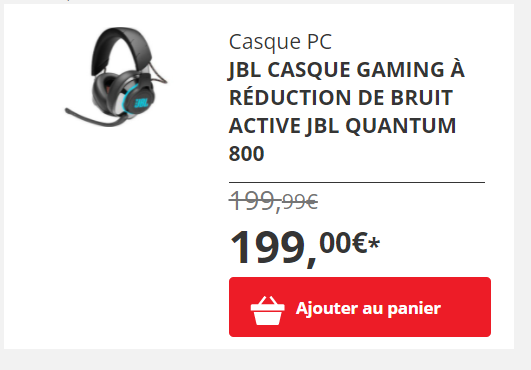 Casque PC
JBL CASQUE GAMING À
RÉDUCTION DE BRUIT
ACTIVE JBL QUANTUM
800
JBL
199,99€
199,00€*
Ajouter au panier